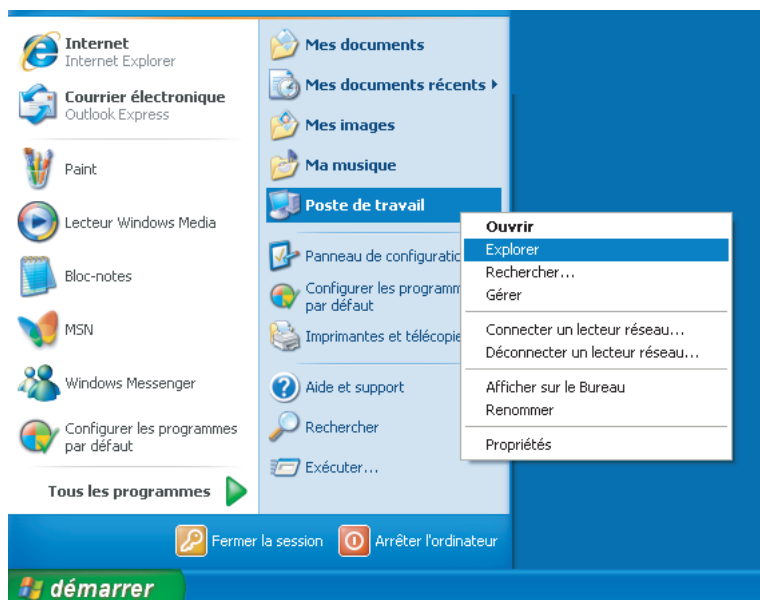 Internet
Internet Explorer
Courrier électronique
Outlook Express
Paint
Lecteur Windows Media
Bloc-notes
MSN
Windows Messenger
Configurer les programmes
par défaut
Tous les programmes
Mes documents
Mes documents récents
Mes images
Ma musique
Poste de travail
Panneau de
Configurer les
par défaut
Imprimantes et
Aide et support
Rechercher
Exécuter...
Ouvrir
Explorer
Rechercher...
Gérer
Connecter un lecteur réseau...
Déconnecter un lecteur réseau...
Afficher sur le Bureau
Renommer
Propriétés
Fermer la session
Arrêter l'ordinateur
démarrer